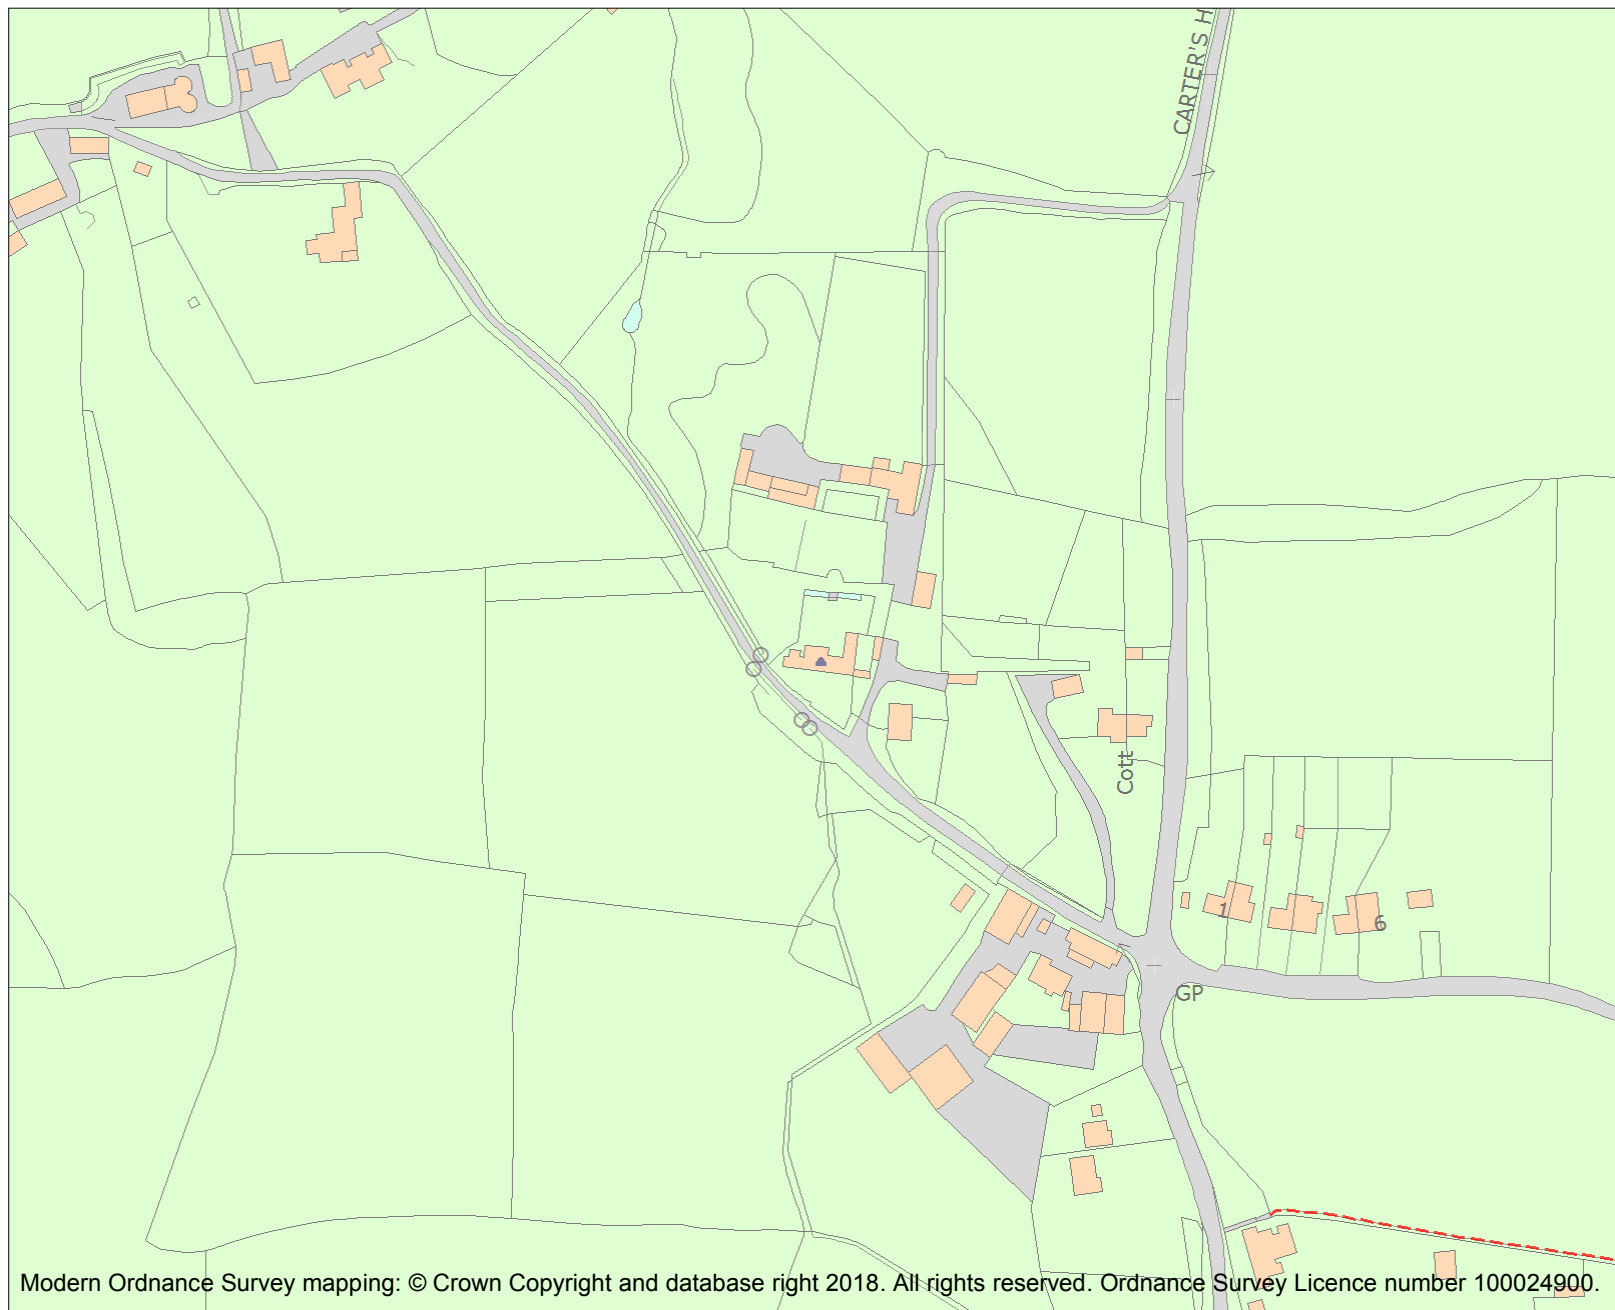 CARTER'S H
Cott
1
6
GP
Modern Ordnance Survey mapping: © Crown Copyright and database right 2018. All rights reserved. Ordnance Survey Licence number 100024900.